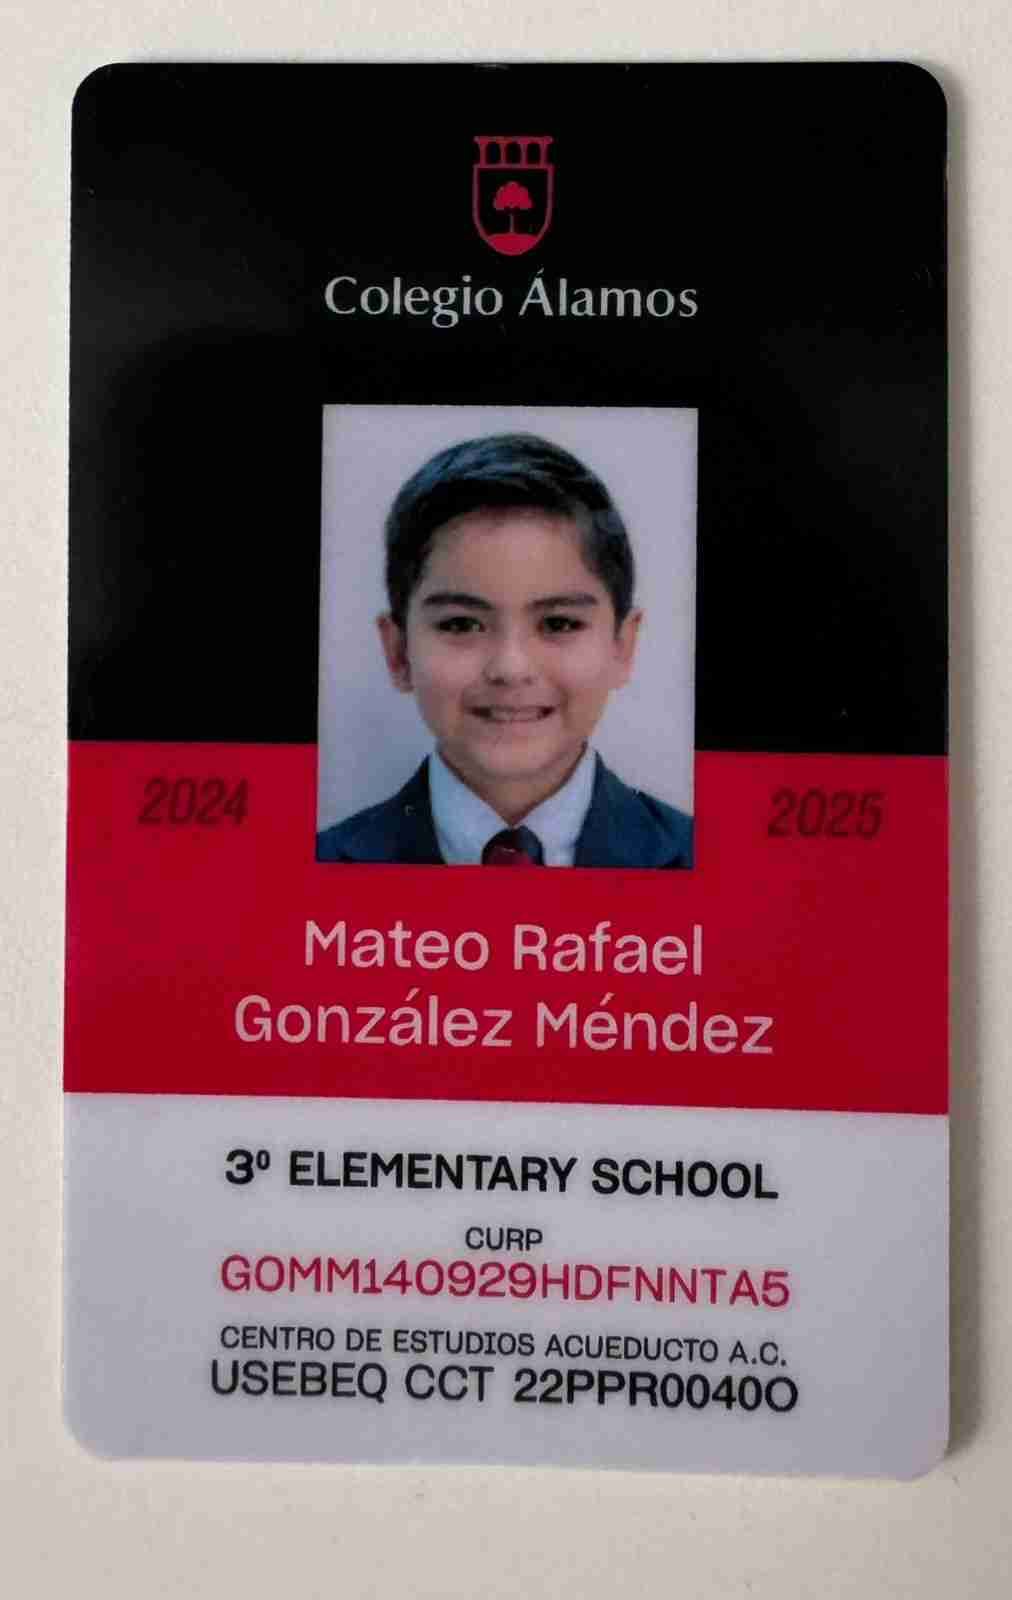 Colegio Álamos
2024
2025
Mateo Rafael
González Méndez
3º ELEMENTARY SCHOOL
CURP
GOMM140929HDFNNTA5
CENTRO DE ESTUDIOS ACUEDUCTO A.C.
USEBEQ CCT 22PPR0040O